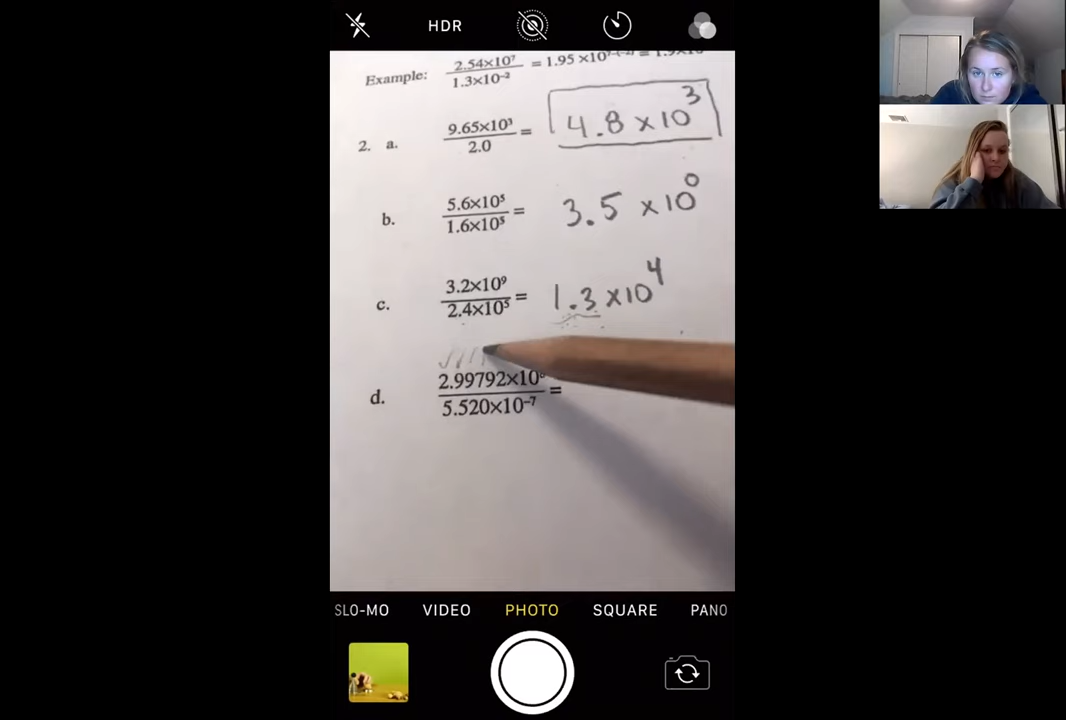 HDR
Example: 2.54×10⁷ / 1.3×10⁻² = 1.95 ×10
2. a. 9.65×10³ / 2.0 = 4.8 × 10³
b. 5.6×10⁵ / 1.6×10⁵ = 3.5 × 10⁰
c. 3.2×10⁹ / 2.4×10⁵ = 1.3 × 10⁴
d. 2.99792×10 / 5.520×10⁻⁷ =
SLO-MO VIDEO PHOTO SQUARE PANO